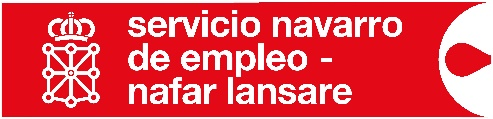 servicio navarro
de empleo -
nafar lansare